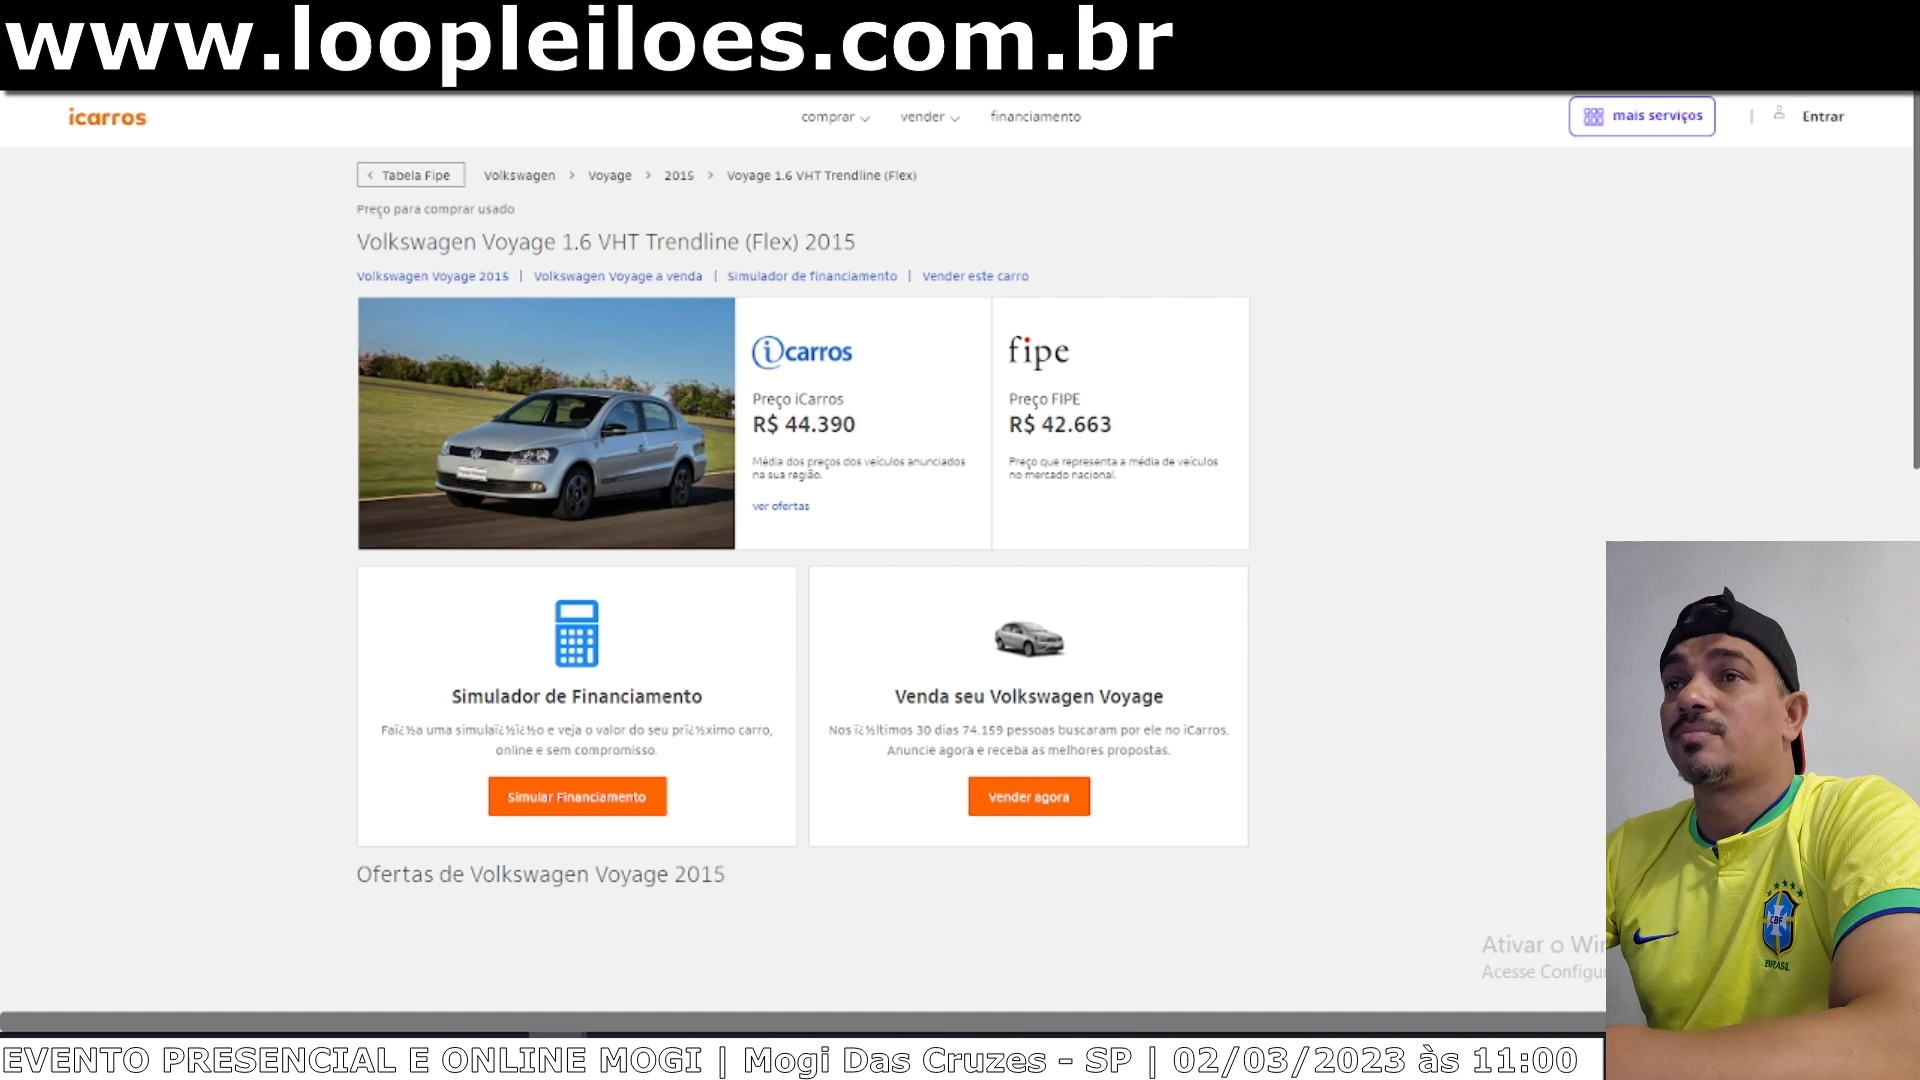 www.loopleiloes.com.br
icarros
comprar
vender
financiamento
mais serviços
|
Entrar
< Tabela Fipe
Volkswagen > Voyage > 2015 > Voyage 1.6 VHT Trendline (Flex)
Preço para comprar usado
Volkswagen Voyage 1.6 VHT Trendline (Flex) 2015
Volkswagen Voyage 2015 | Volkswagen Voyage a venda | Simulador de financiamento | Vender este carro
icarros
Preço iCarros
R$ 44.390
Média dos preços dos veículos anunciados
na sua região.
ver ofertas
fipe
Preço FIPE
R$ 42.663
Preço que representa a média de veículos
no mercado nacional.
Simulador de Financiamento
Faï¿½a uma simulaï¿½ï¿½o e veja o valor do seu prï¿½ximo carro,
online e sem compromisso.
Simular Financiamento
Venda seu Volkswagen Voyage
Nos ï¿½ltimos 30 dias 74.159 pessoas buscaram por ele no iCarros.
Anuncie agora e receba as melhores propostas.
Vender agora
Ofertas de Volkswagen Voyage 2015
Ativar o Wi
Acesse Configu
CBF
BRASIL
EVENTO PRESENCIAL E ONLINE MOGI | Mogi Das Cruzes - SP | 02/03/2023 às 11:00